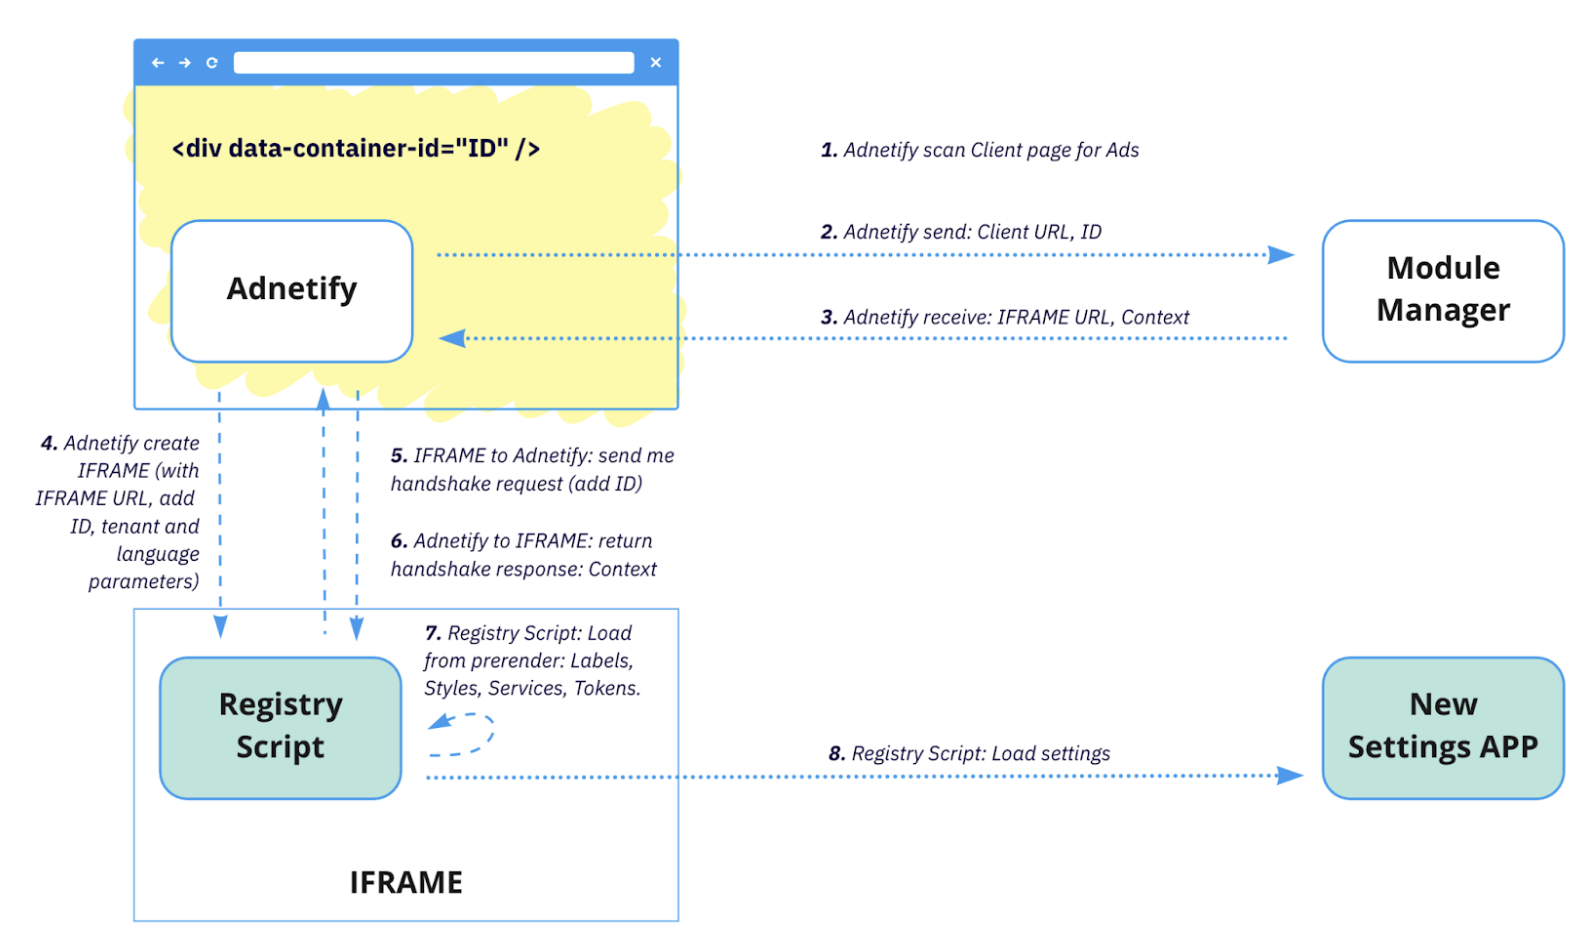 <div data-container-id="ID" />
1. Adnetify scan Client page for Ads
2. Adnetify send: Client URL, ID
Adnetify
Module
Manager
3. Adnetify receive: IFRAME URL, Context
4. Adnetify create
IFRAME (with
IFRAME URL, add
ID, tenant and
language
parameters)
5. IFRAME to Adnetify: send me
handshake request (add ID)
6. Adnetify to IFRAME: return
handshake response: Context
7. Registry Script: Load
from prerender: Labels,
Styles, Services, Tokens.
Registry
Script
8. Registry Script: Load settings
New
Settings APP
IFRAME